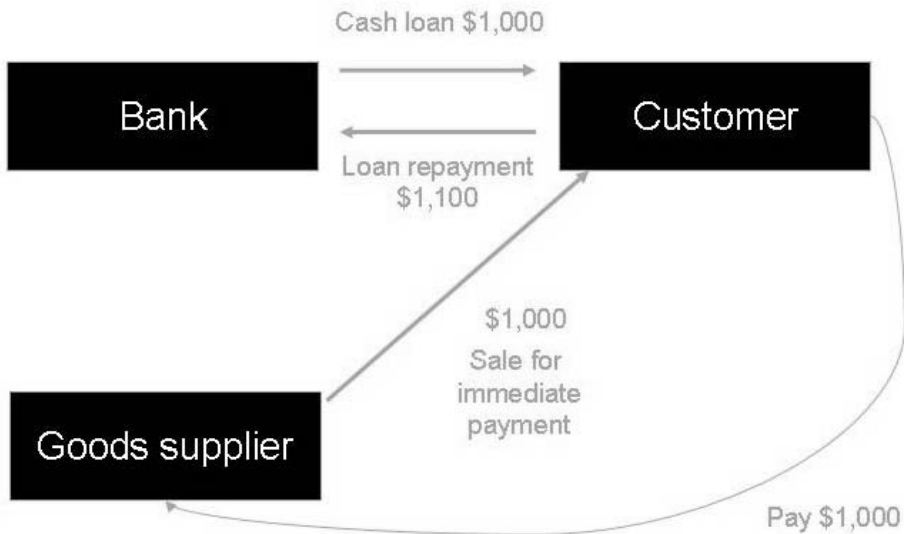 Cash loan $1,000
Bank
Customer
Loan repayment
$1,100
$1,000
Sale for
immediate
payment
Goods supplier
Pay $1,000